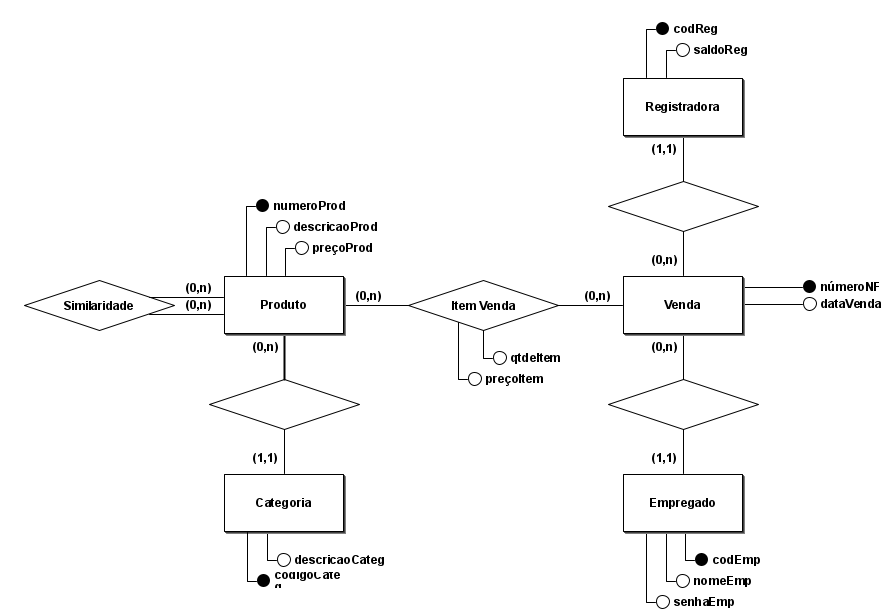 codReg
saldoReg
Registradora
(1,1)
(0,n)
numeroProd
descricaoProd
preçoProd
(0,n)
(0,n)
Similaridade
Produto
(0,n)
Item Venda
(0,n)
Venda
númeroNF
dataVenda
qtdeItem
preçoItem
(0,n)
(0,n)
(1,1)
(1,1)
Categoria
Empregado
descricaoCateg
codigoCate
g
codEmp
nomeEmp
senhaEmp